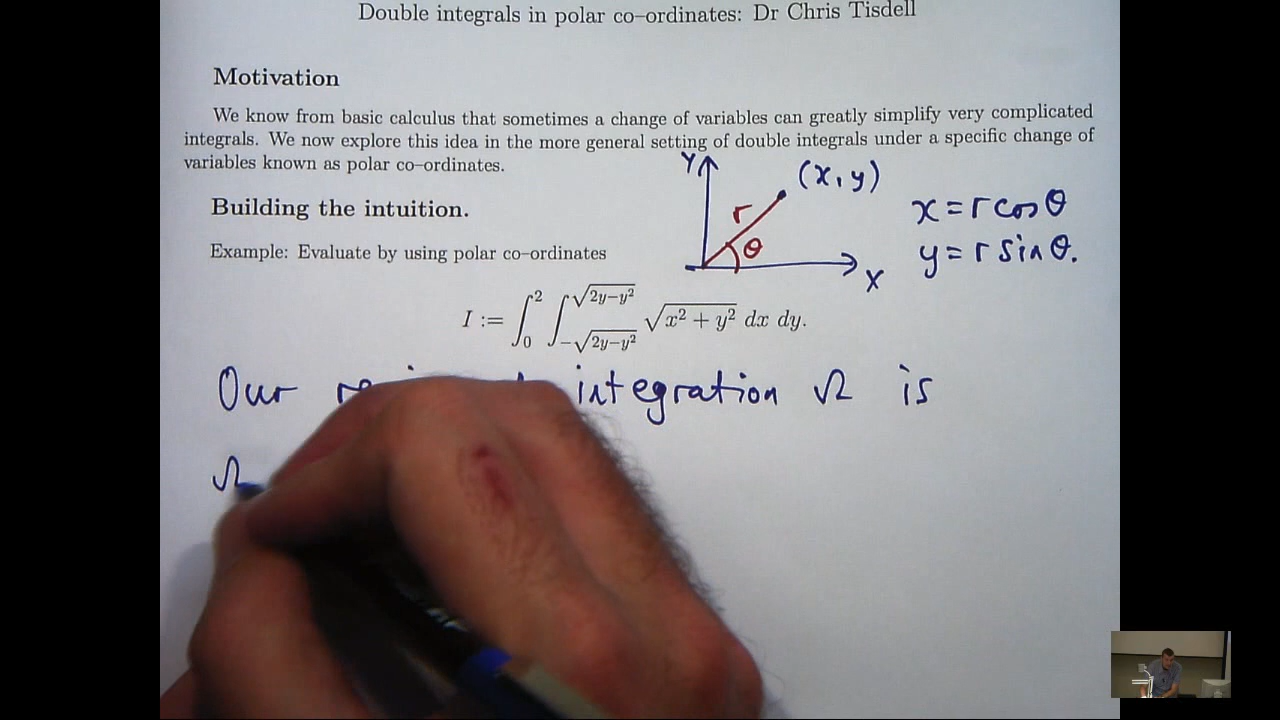 Double integrals in polar co–ordinates: Dr Chris Tisdell
Motivation
We know from basic calculus that sometimes a change of variables can greatly simplify very complicated
integrals. We now explore this idea in the more general setting of double integrals under a specific change of
variables known as polar co–ordinates.
Y
(x, y)
r
θ
X
x = r cos θ
y = r sin θ.
Building the intuition.
Example: Evaluate by using polar co–ordinates
I := ∫_0^2 ∫_{-√(2y−y²)}^{√(2y−y²)} √(x² + y²) dx dy.
Our integration Ω is
Ω